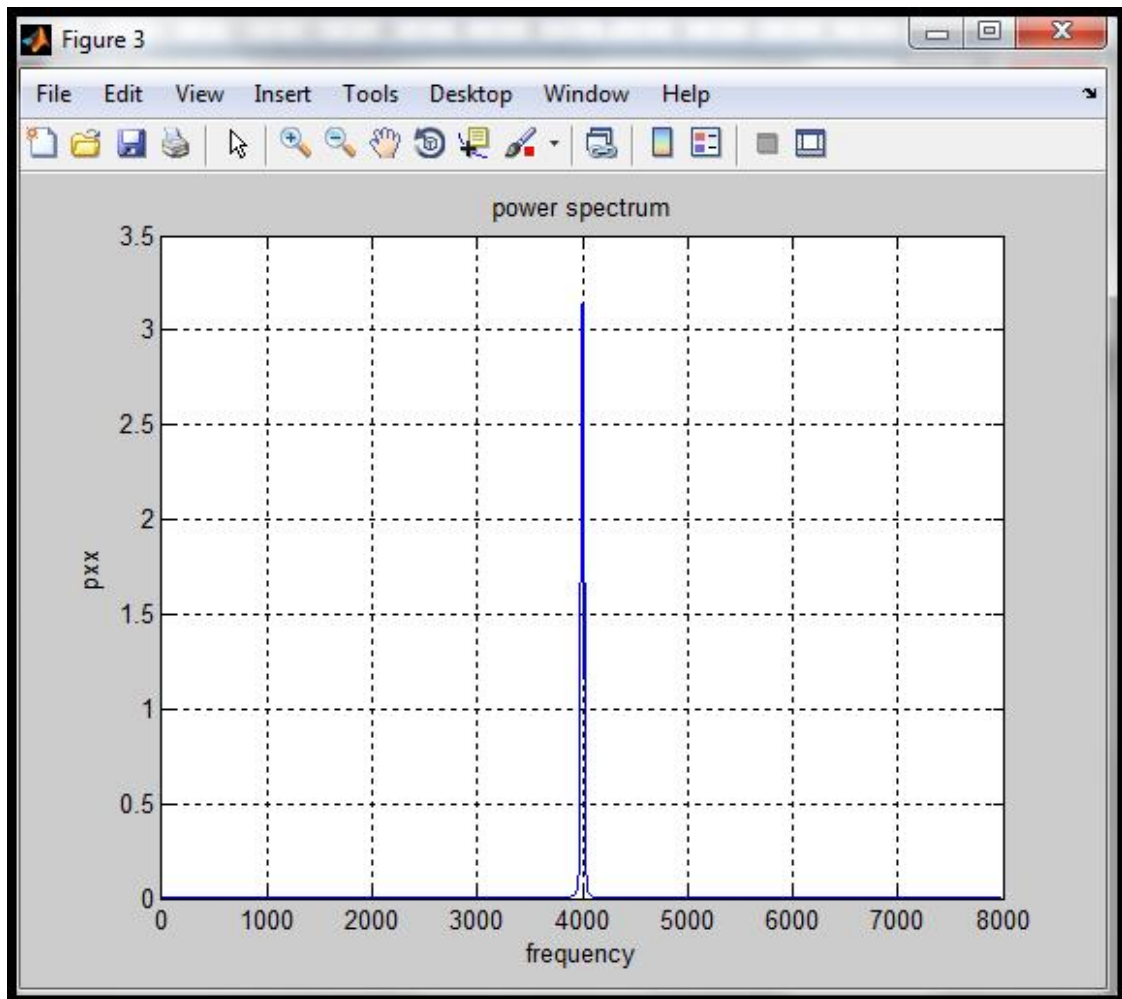 Figure 3
File Edit View Insert Tools Desktop Window Help
power spectrum
3.5
3
2.5
2
1.5
1
0.5
0
pxx
0 1000 2000 3000 4000 5000 6000 7000 8000
frequency